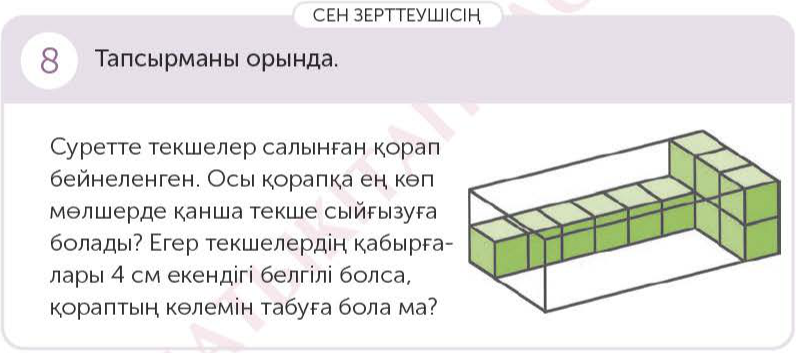 СЕН ЗЕРТТЕУШІСІҢ
8 Тапсырманы орында.
Суретте текшелер салынған қорап
бейнеленген. Осы қорапқа ең көп
мөлшерде қанша текше сыйғызуға
болады? Егер текшелердің қабырға-
лары 4 см екендігі белгілі болса,
қораптың көлемін табуға бола ма?